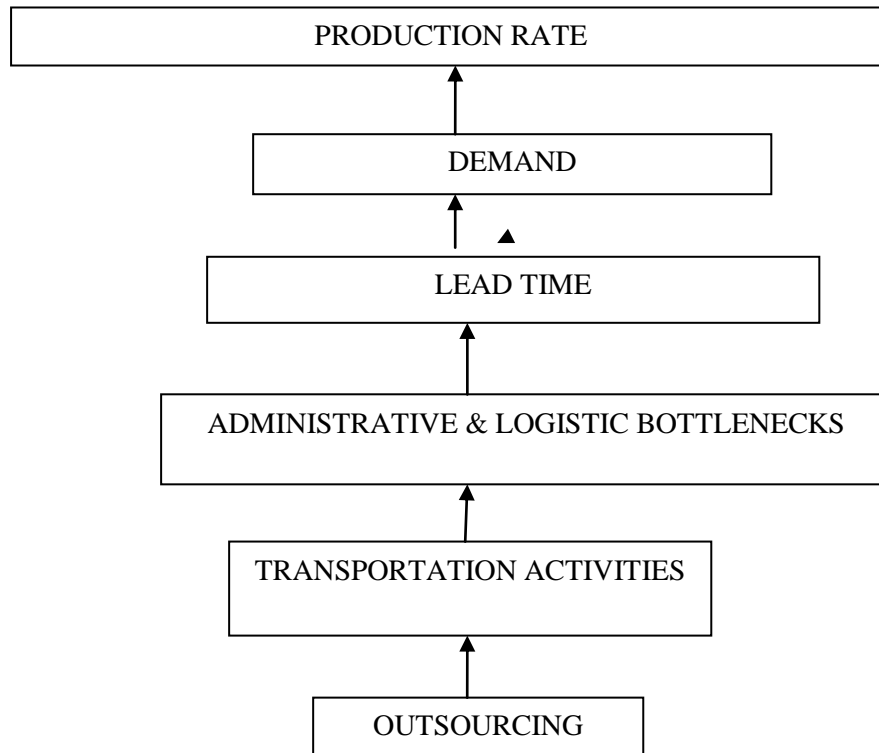 PRODUCTION RATE
DEMAND
LEAD TIME
ADMINISTRATIVE & LOGISTIC BOTTLENECKS
TRANSPORTATION ACTIVITIES
OUTSOURCING